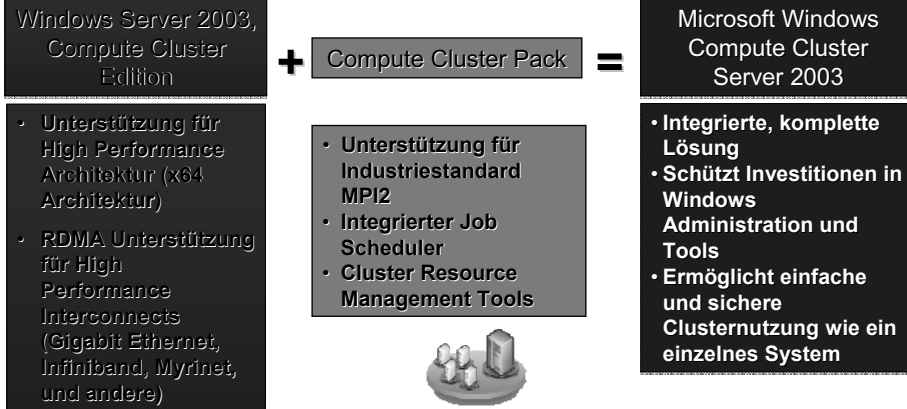 Windows Server 2003,
Compute Cluster
Edition
+
Compute Cluster Pack
=
Microsoft Windows
Compute Cluster
Server 2003
• Unterstützung für
High Performance
Architektur (x64
Architektur)
• RDMA Unterstützung
für High
Performance
Interconnects
(Gigabit Ethernet,
Infiniband, Myrinet,
und andere)
• Unterstützung für
Industriestandard
MPI2
• Integrierter Job
Scheduler
• Cluster Resource
Management Tools
• Integrierte, komplette
Lösung
• Schützt Investitionen in
Windows
Administration und
Tools
• Ermöglicht einfache
und sichere
Clusternutzung wie ein
einzelnes System